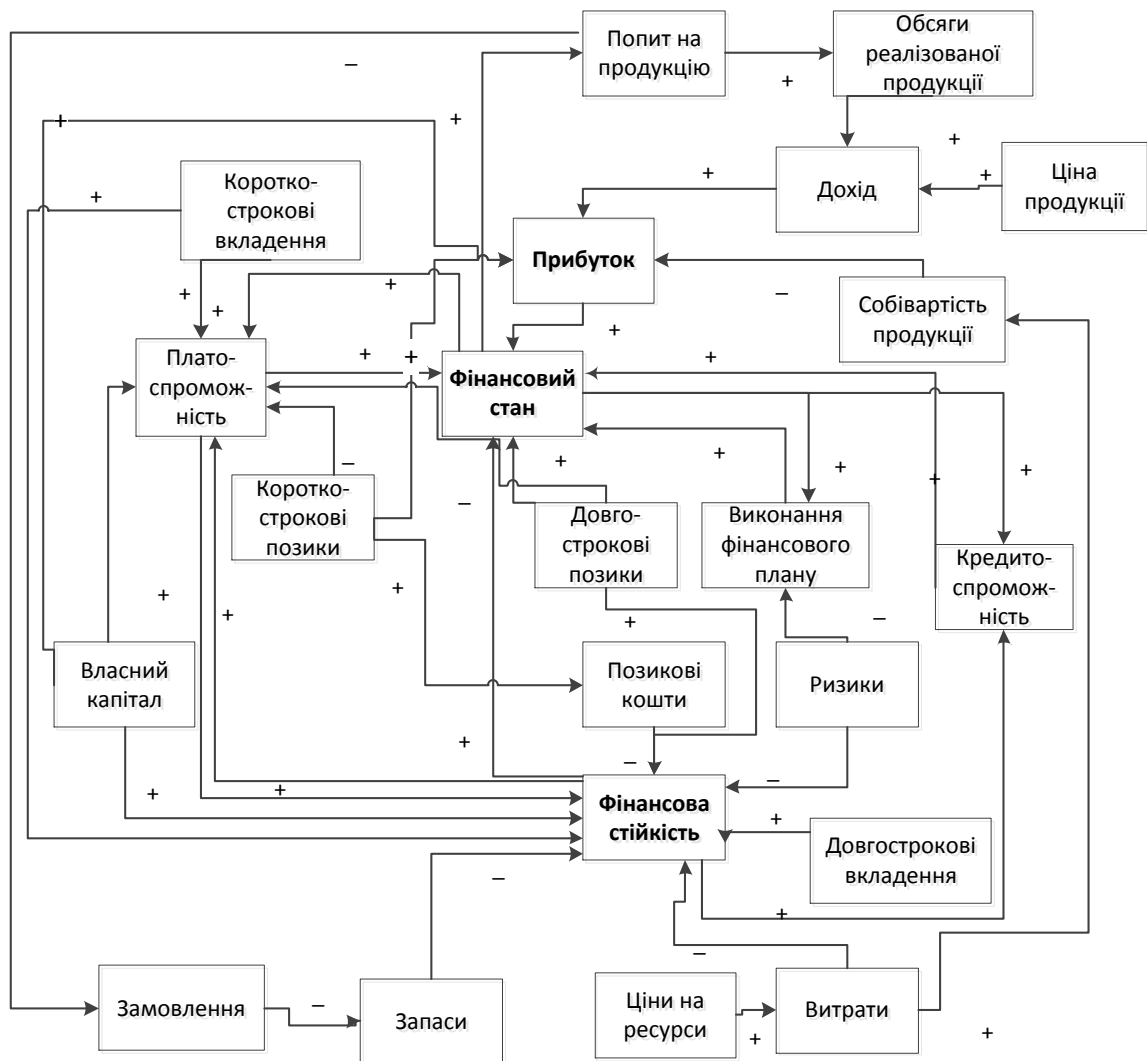 Попит на
продукцію
Обсяги
реалізованої
продукції
–
+
+
+
+
Коротко-
строкові
вкладення
+
Дохід
+
+
Ціна
продукції
Прибуток
–
Собівартість
продукції
+
+
+
+
Плато-
спромож-
ність
+
+
Фінансовий
стан
+
–
–
+
+
+
+
+
Коротко-
строкові
позики
Довго-
строкові
позики
Виконання
фінансового
плану
Кредито-
спромож-
ність
+
+
+
+
–
Власний
капітал
Позикові
кошти
Ризики
+
–
–
+
+
Фінансова
стійкість
+
Довгострокові
вкладення
–
+
–
Замовлення
–
Запаси
Ціни на
ресурси
+
Витрати
+